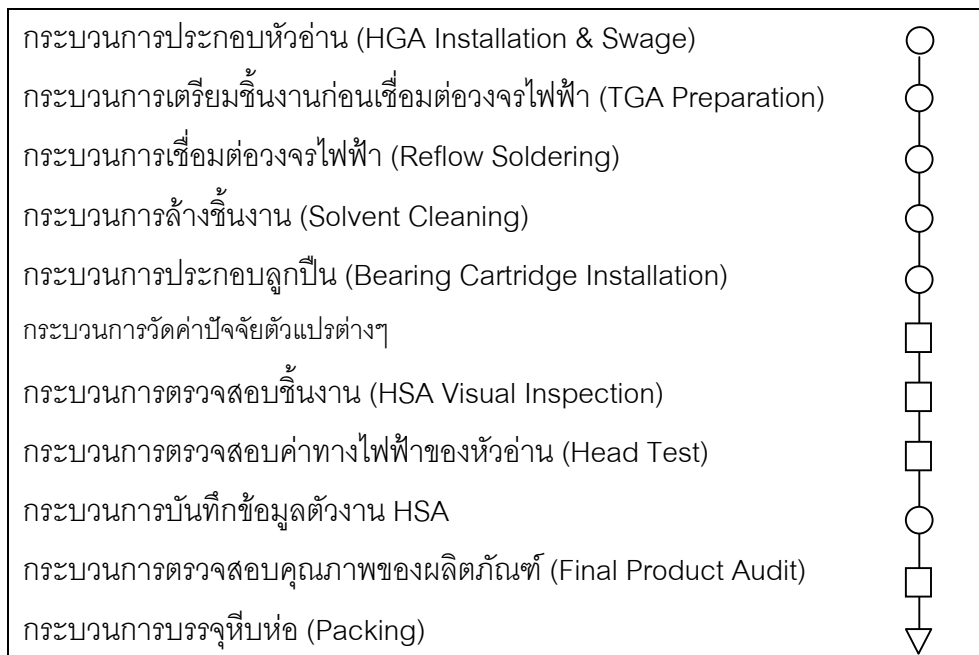 กระบวนการประกอบหัวอ่าน (HGA Installation & Swage)
กระบวนการเตรียมชิ้นงานก่อนเชื่อมต่อวงจรไฟฟ้า (TGA Preparation)
กระบวนการเชื่อมต่อวงจรไฟฟ้า (Reflow Soldering)
กระบวนการล้างชิ้นงาน (Solvent Cleaning)
กระบวนการประกอบลูกปืน (Bearing Cartridge Installation)
กระบวนการวัดค่าปัจจัยตัวแปรต่างๆ
กระบวนการตรวจสอบชิ้นงาน (HSA Visual Inspection)
กระบวนการตรวจสอบค่าทางไฟฟ้าของหัวอ่าน (Head Test)
กระบวนการบันทึกข้อมูลตัวงาน HSA
กระบวนการตรวจสอบคุณภาพของผลิตภัณฑ์ (Final Product Audit)
กระบวนการบรรจุหีบห่อ (Packing)